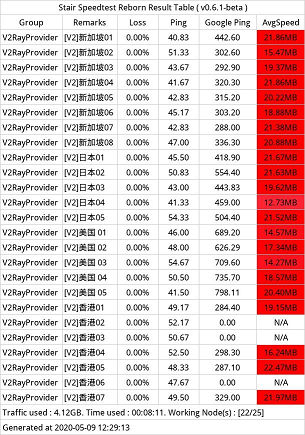 Stair Speedtest Reborn Result Table ( v0.6.1-beta )
Group Remarks Loss Ping Google Ping AvgSpeed
V2RayProvider [V2]新加坡01 0.00% 40.83 442.60 21.86MB
V2RayProvider [V2]新加坡02 0.00% 51.33 302.60 15.47MB
V2RayProvider [V2]新加坡03 0.00% 43.67 292.90 19.37MB
V2RayProvider [V2]新加坡04 0.00% 41.67 320.30 21.86MB
V2RayProvider [V2]新加坡05 0.00% 42.83 315.20 20.22MB
V2RayProvider [V2]新加坡06 0.00% 45.17 303.20 18.88MB
V2RayProvider [V2]新加坡07 0.00% 42.83 288.00 21.38MB
V2RayProvider [V2]新加坡08 0.00% 47.00 336.30 20.88MB
V2RayProvider [V2]日本01 0.00% 45.50 418.90 21.67MB
V2RayProvider [V2]日本02 0.00% 50.83 554.40 21.63MB
V2RayProvider [V2]日本03 0.00% 43.00 443.83 19.62MB
V2RayProvider [V2]日本04 0.00% 41.33 459.00 12.73MB
V2RayProvider [V2]日本05 0.00% 54.33 504.40 21.52MB
V2RayProvider [V2]美国 01 0.00% 46.00 689.20 14.57MB
V2RayProvider [V2]美国 02 0.00% 48.00 626.29 17.34MB
V2RayProvider [V2]美国 03 0.00% 54.67 709.60 14.27MB
V2RayProvider [V2]美国 04 0.00% 50.50 735.70 18.57MB
V2RayProvider [V2]美国 05 0.00% 41.50 798.11 20.40MB
V2RayProvider [V2]香港01 0.00% 49.17 284.40 19.15MB
V2RayProvider [V2]香港02 0.00% 52.17 0.00 N/A
V2RayProvider [V2]香港03 0.00% 50.67 0.00 N/A
V2RayProvider [V2]香港04 0.00% 52.50 298.30 16.24MB
V2RayProvider [V2]香港05 0.00% 48.33 287.10 22.47MB
V2RayProvider [V2]香港06 0.00% 47.67 0.00 N/A
V2RayProvider [V2]香港07 0.00% 49.50 329.00 21.97MB
Traffic used : 4.12GB. Time used : 00:08:11. Working Node(s) : [22/25]
Generated at 2020-05-09 12:29:13